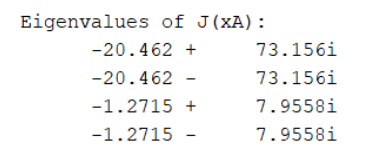 Eigenvalues of J(xA):
-20.462 + 73.156i
-20.462 - 73.156i
-1.2715 + 7.9558i
-1.2715 - 7.9558i